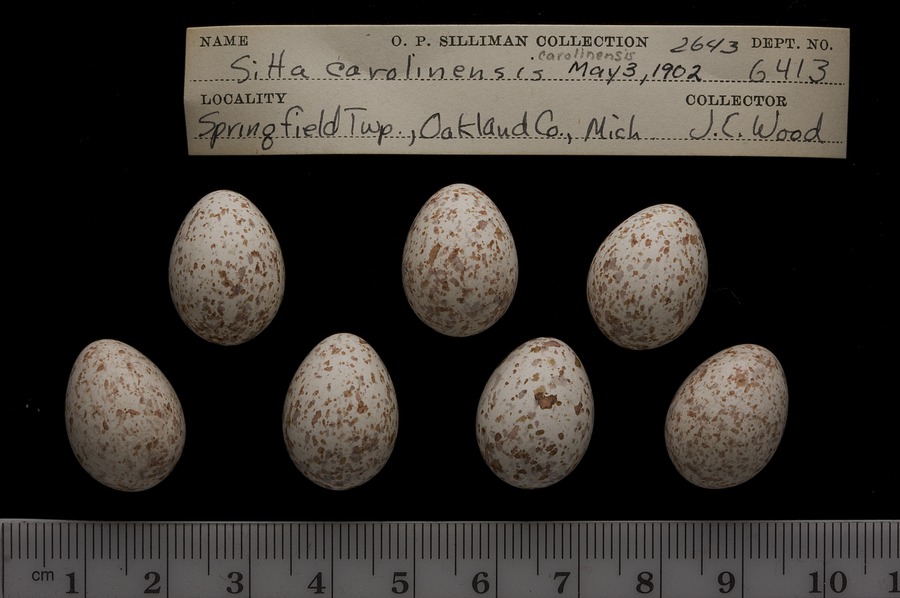 NAME O. P. SILLIMAN COLLECTION 2643 DEPT. NO.
carolinensis
Sitta carolinensis May 3, 1902 6413
LOCALITY COLLECTOR
Springfield Twp., Oakland Co., Mich J.C. Wood
cm 1 2 3 4 5 6 7 8 9 10 1